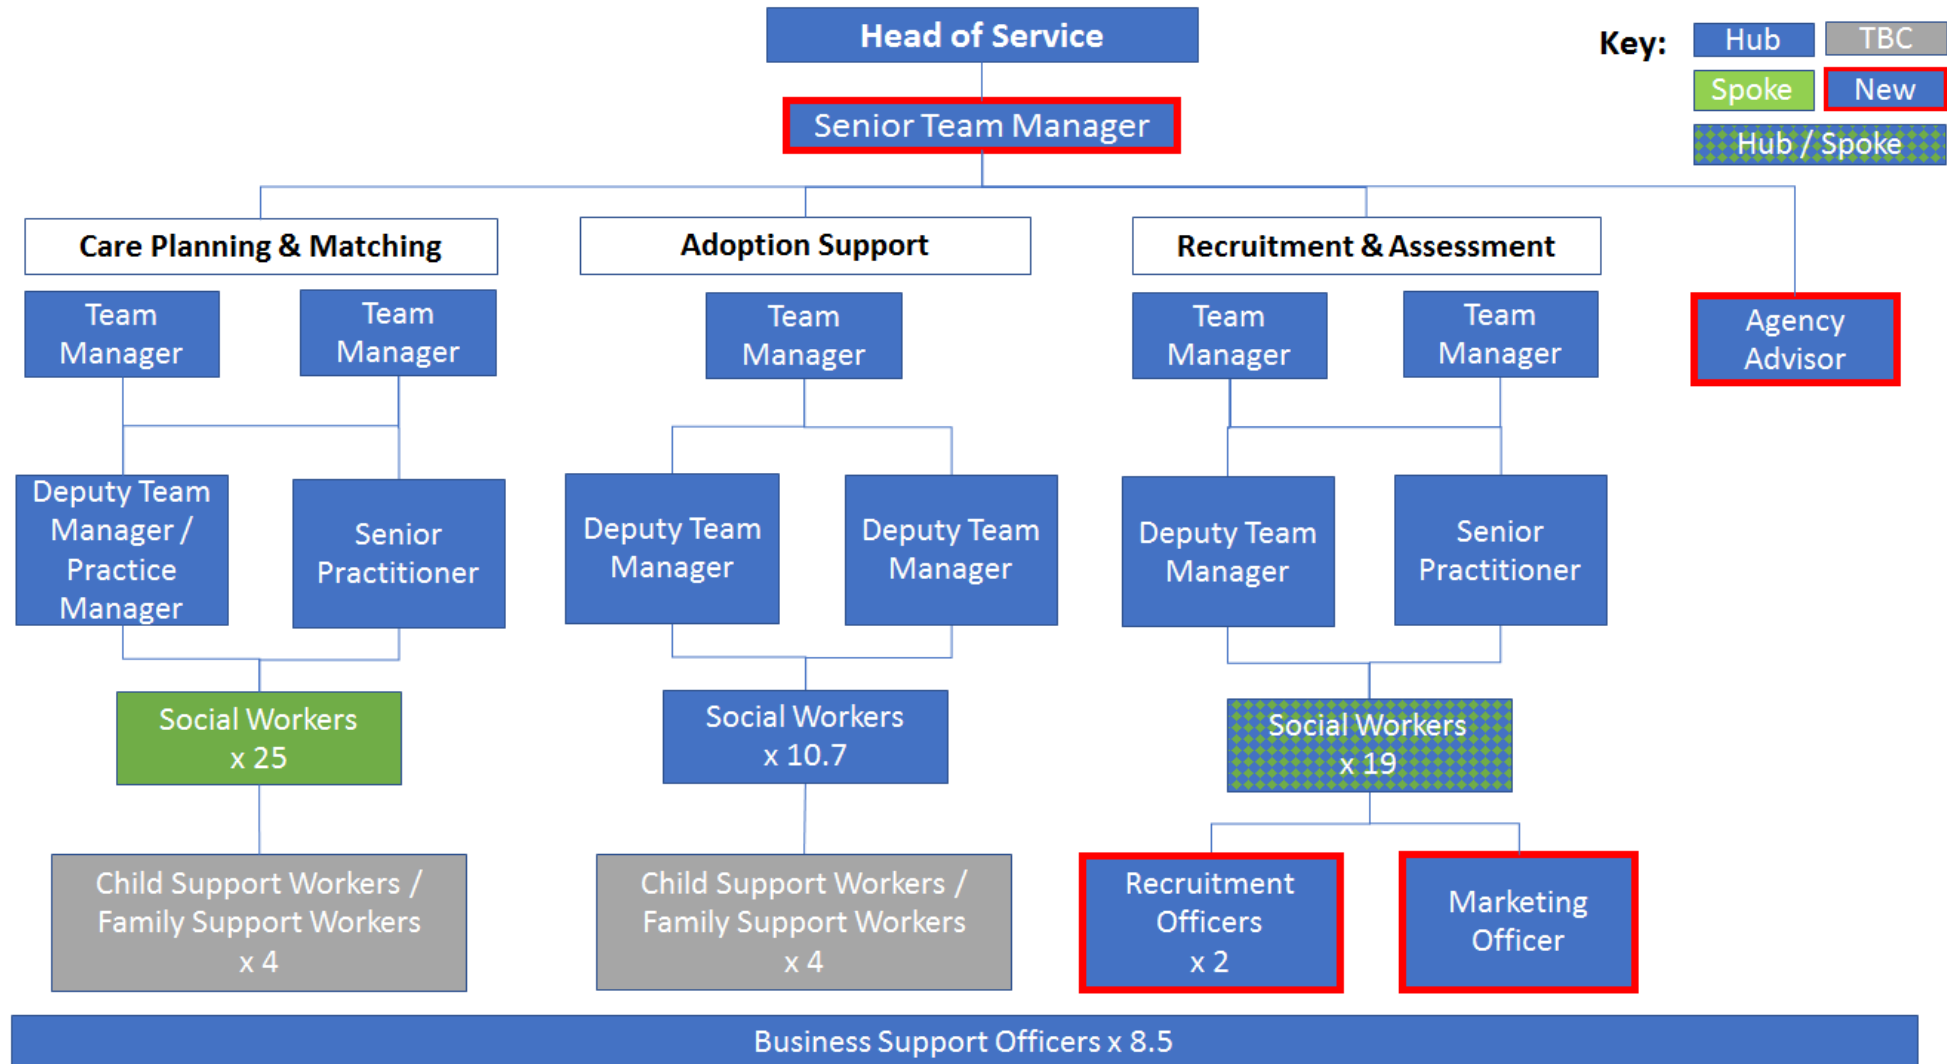 Head of Service
Key:
Hub
TBC
Spoke
New
Hub / Spoke
Senior Team Manager
Care Planning & Matching
Adoption Support
Recruitment & Assessment
Team
Manager
Team
Manager
Team
Manager
Team
Manager
Team
Manager
Agency
Advisor
Deputy Team
Manager /
Practice
Manager
Senior
Practitioner
Deputy Team
Manager
Deputy Team
Manager
Deputy Team
Manager
Senior
Practitioner
Social Workers
x 25
Social Workers
x 10.7
Social Workers
x 19
Child Support Workers /
Family Support Workers
x 4
Child Support Workers /
Family Support Workers
x 4
Recruitment
Officers
x 2
Marketing
Officer
Business Support Officers x 8.5